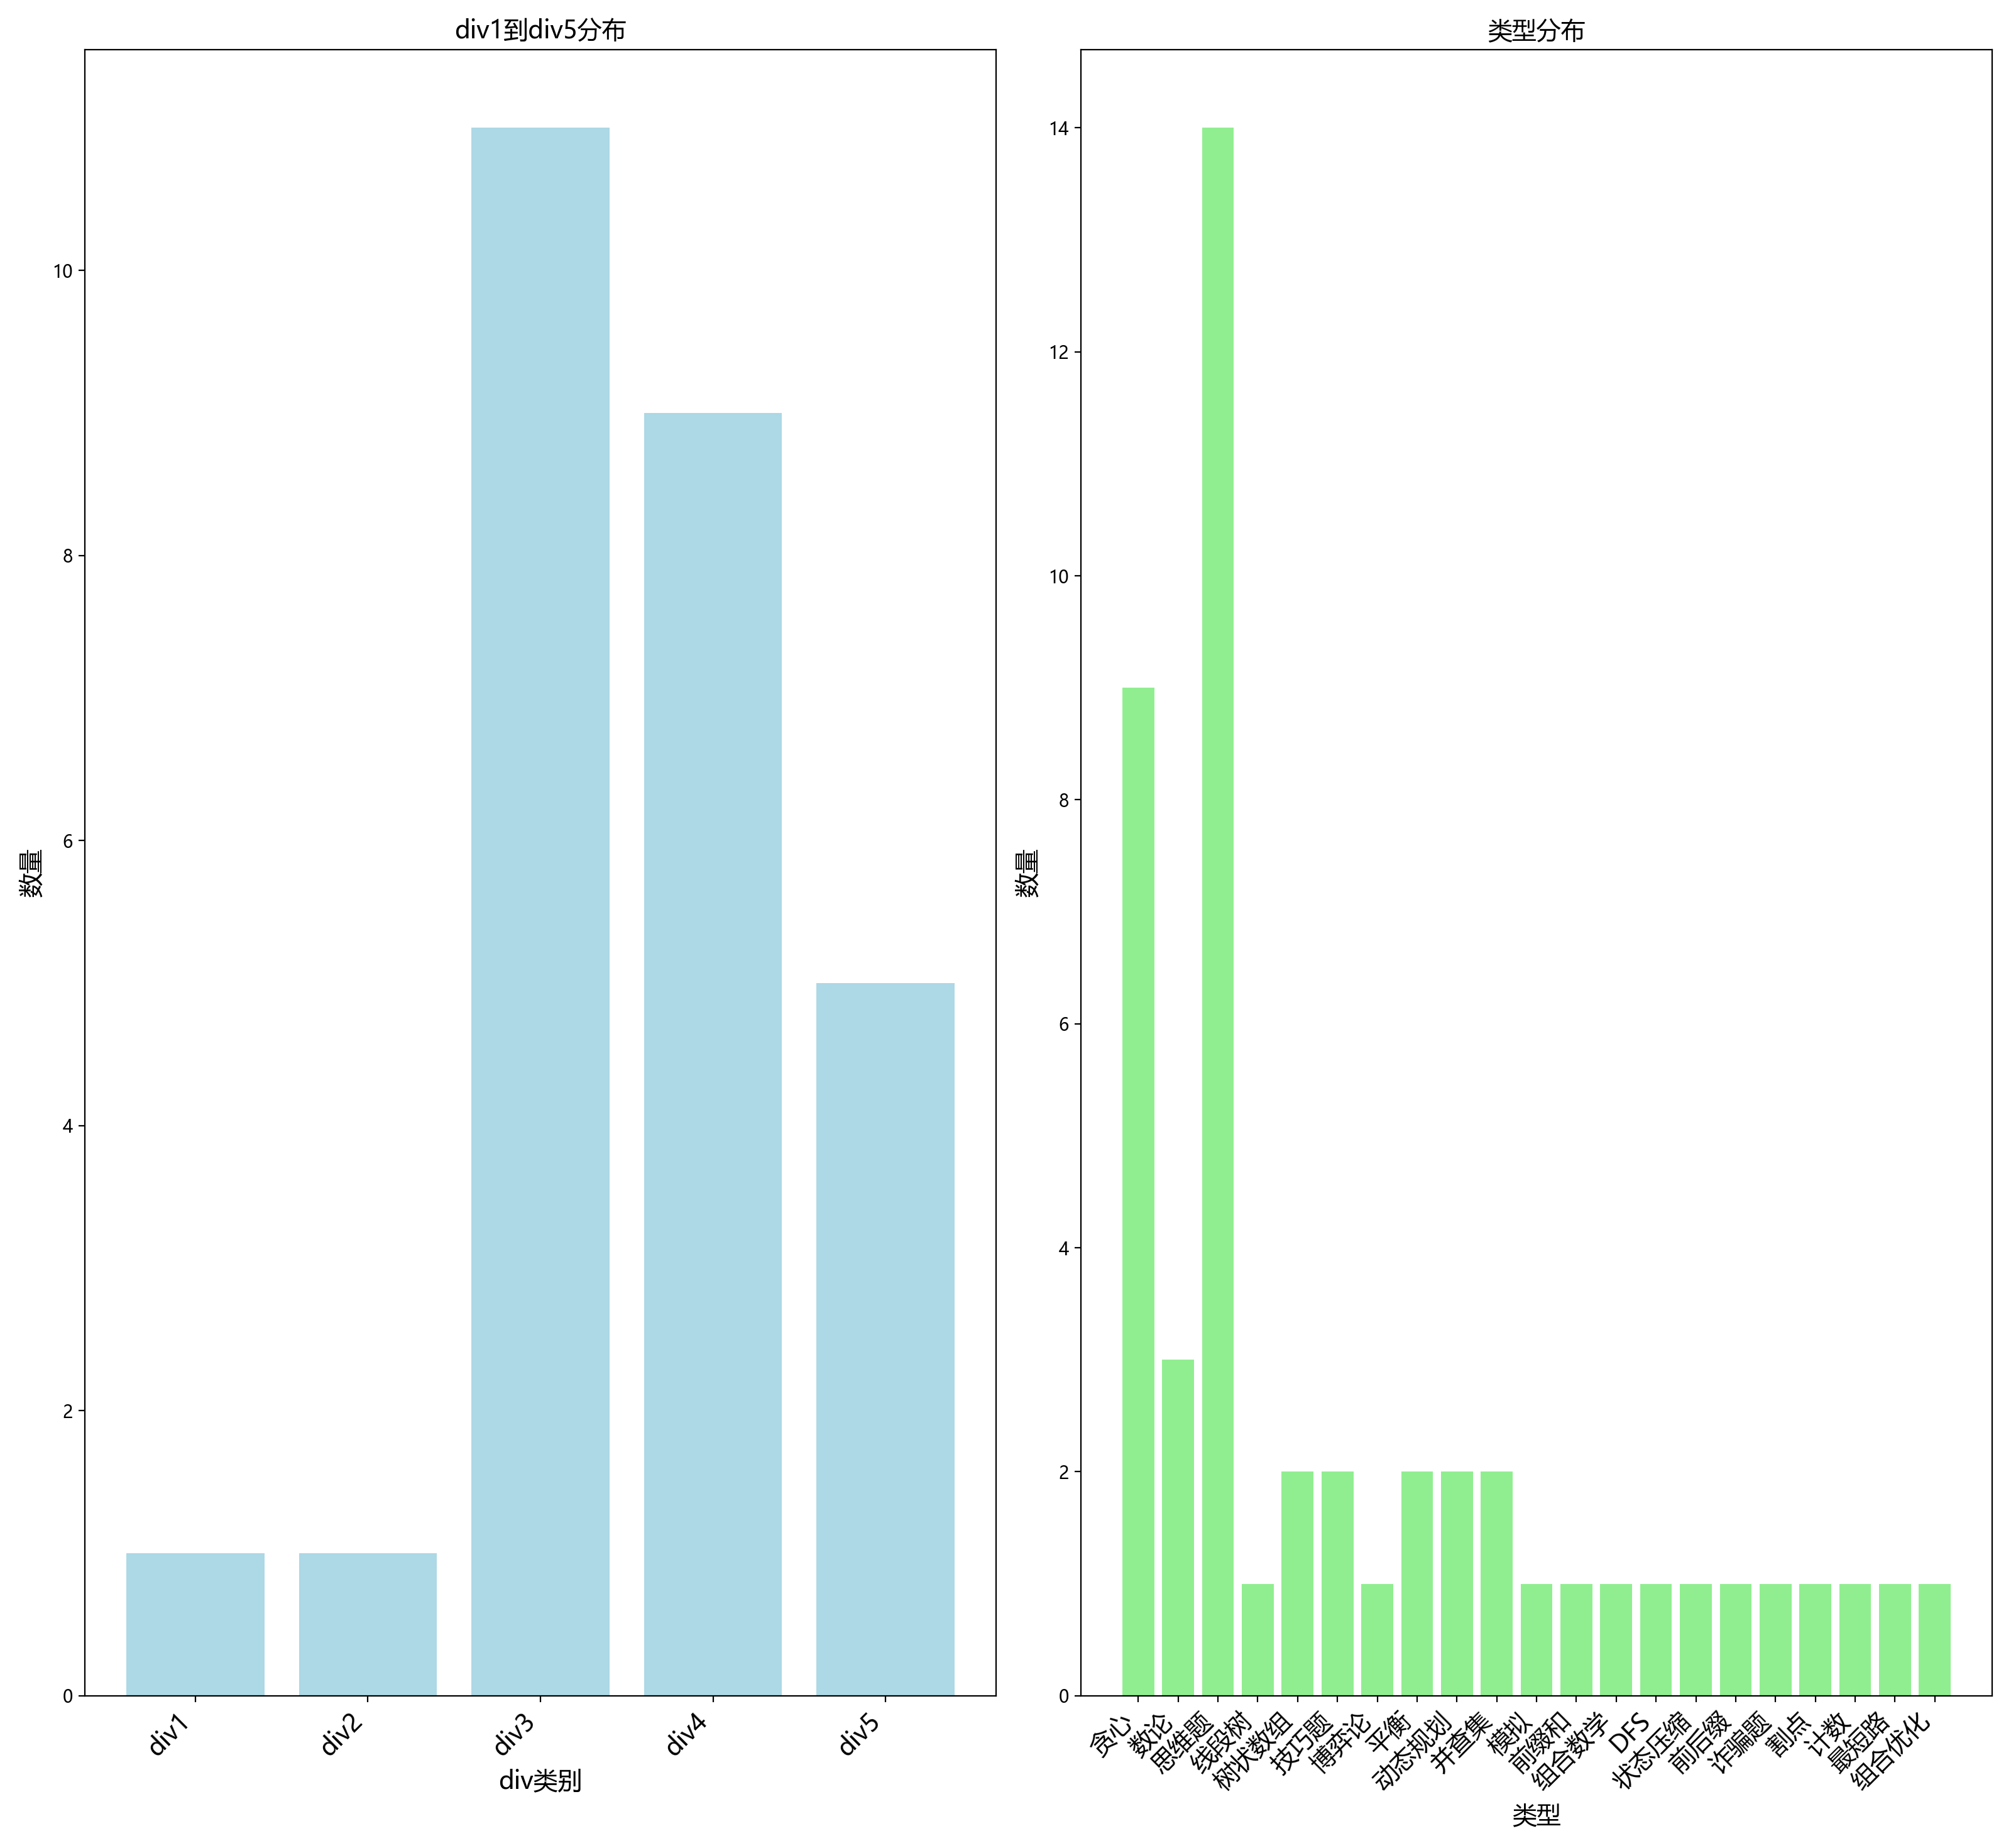 div1到div5分布
数量
10
8
6
4
2
0
div1
div2
div3
div4
div5
div类别
类型分布
数量
14
12
10
8
6
4
2
0
贪心
数论
思维题
线段树
树状数组
技巧题
博弈论
平衡
动态规划
并查集
模拟
前缀和
组合数学
DFS
状态压缩
前后缀
诈骗题
割点
计数
最短路
组合优化
类型